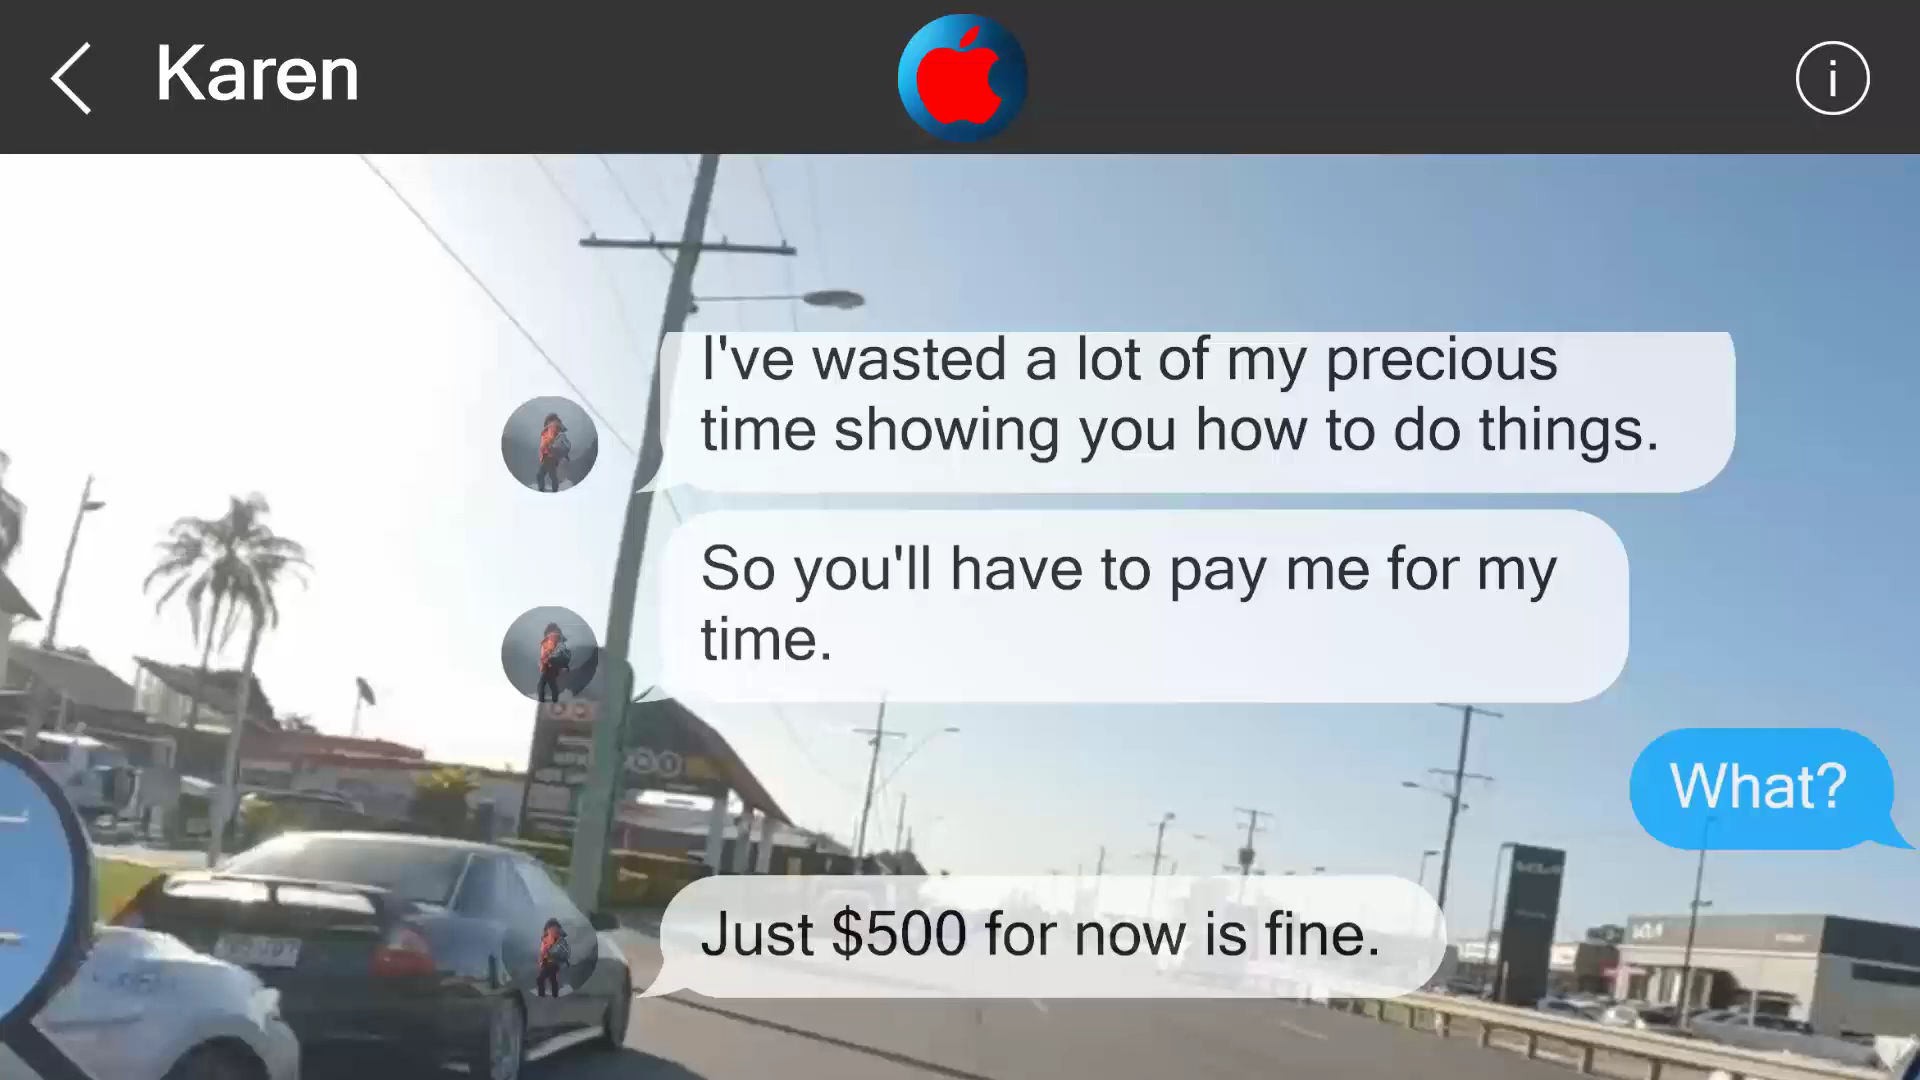 Karen
i
I've wasted a lot of my precious
time showing you how to do things.
So you'll have to pay me for my
time.
What?
Just $500 for now is fine.